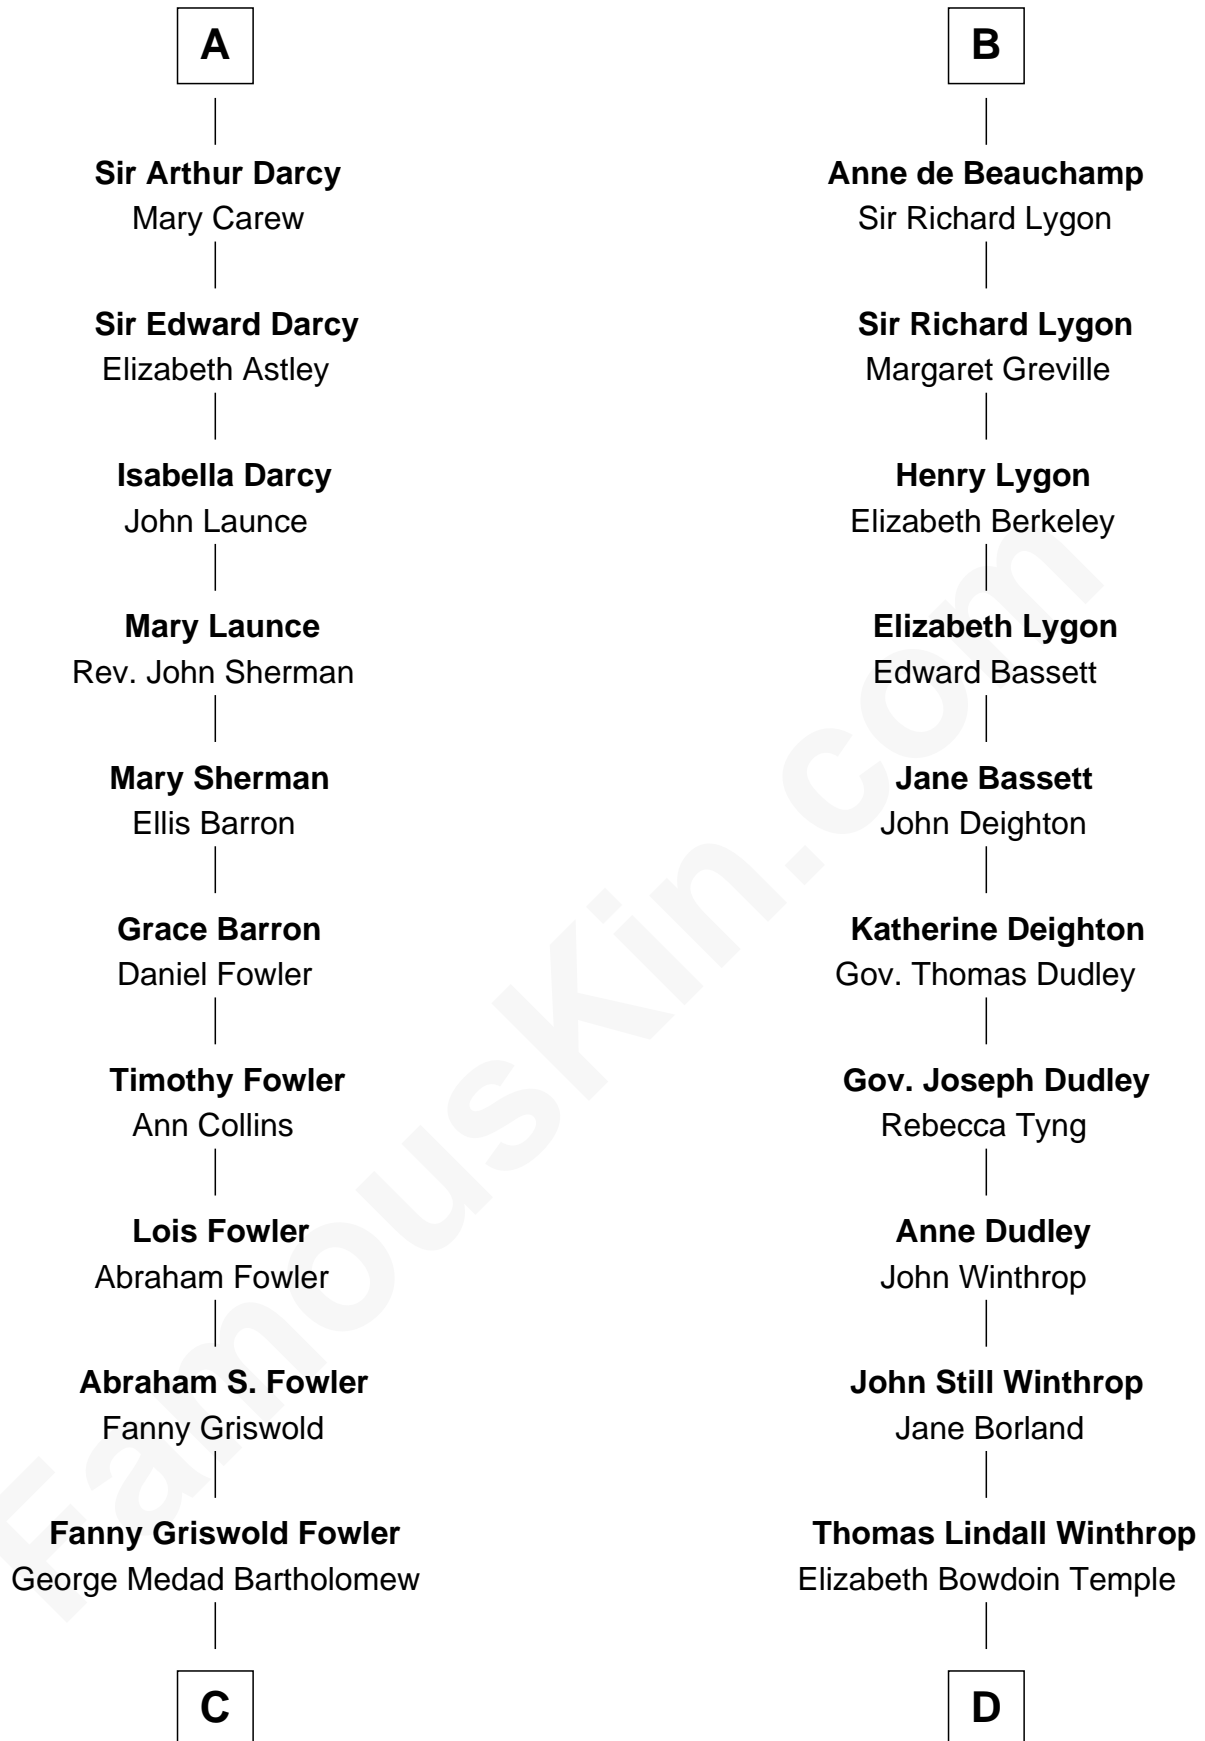 A
Sir Arthur Darcy
Mary Carew
Sir Edward Darcy
Elizabeth Astley
Isabella Darcy
John Launce
Mary Launce
Rev. John Sherman
Mary Sherman
Ellis Barron
Grace Barron
Daniel Fowler
Timothy Fowler
Ann Collins
Lois Fowler
Abraham Fowler
Abraham S. Fowler
Fanny Griswold
Fanny Griswold Fowler
George Medad Bartholomew
C
B
Anne de Beauchamp
Sir Richard Lygon
Sir Richard Lygon
Margaret Greville
Henry Lygon
Elizabeth Berkeley
Elizabeth Lygon
Edward Bassett
Jane Bassett
John Deighton
Katherine Deighton
Gov. Thomas Dudley
Gov. Joseph Dudley
Rebecca Tyng
Anne Dudley
John Winthrop
John Still Winthrop
Jane Borland
Thomas Lindall Winthrop
Elizabeth Bowdoin Temple
D
FamousKin.com